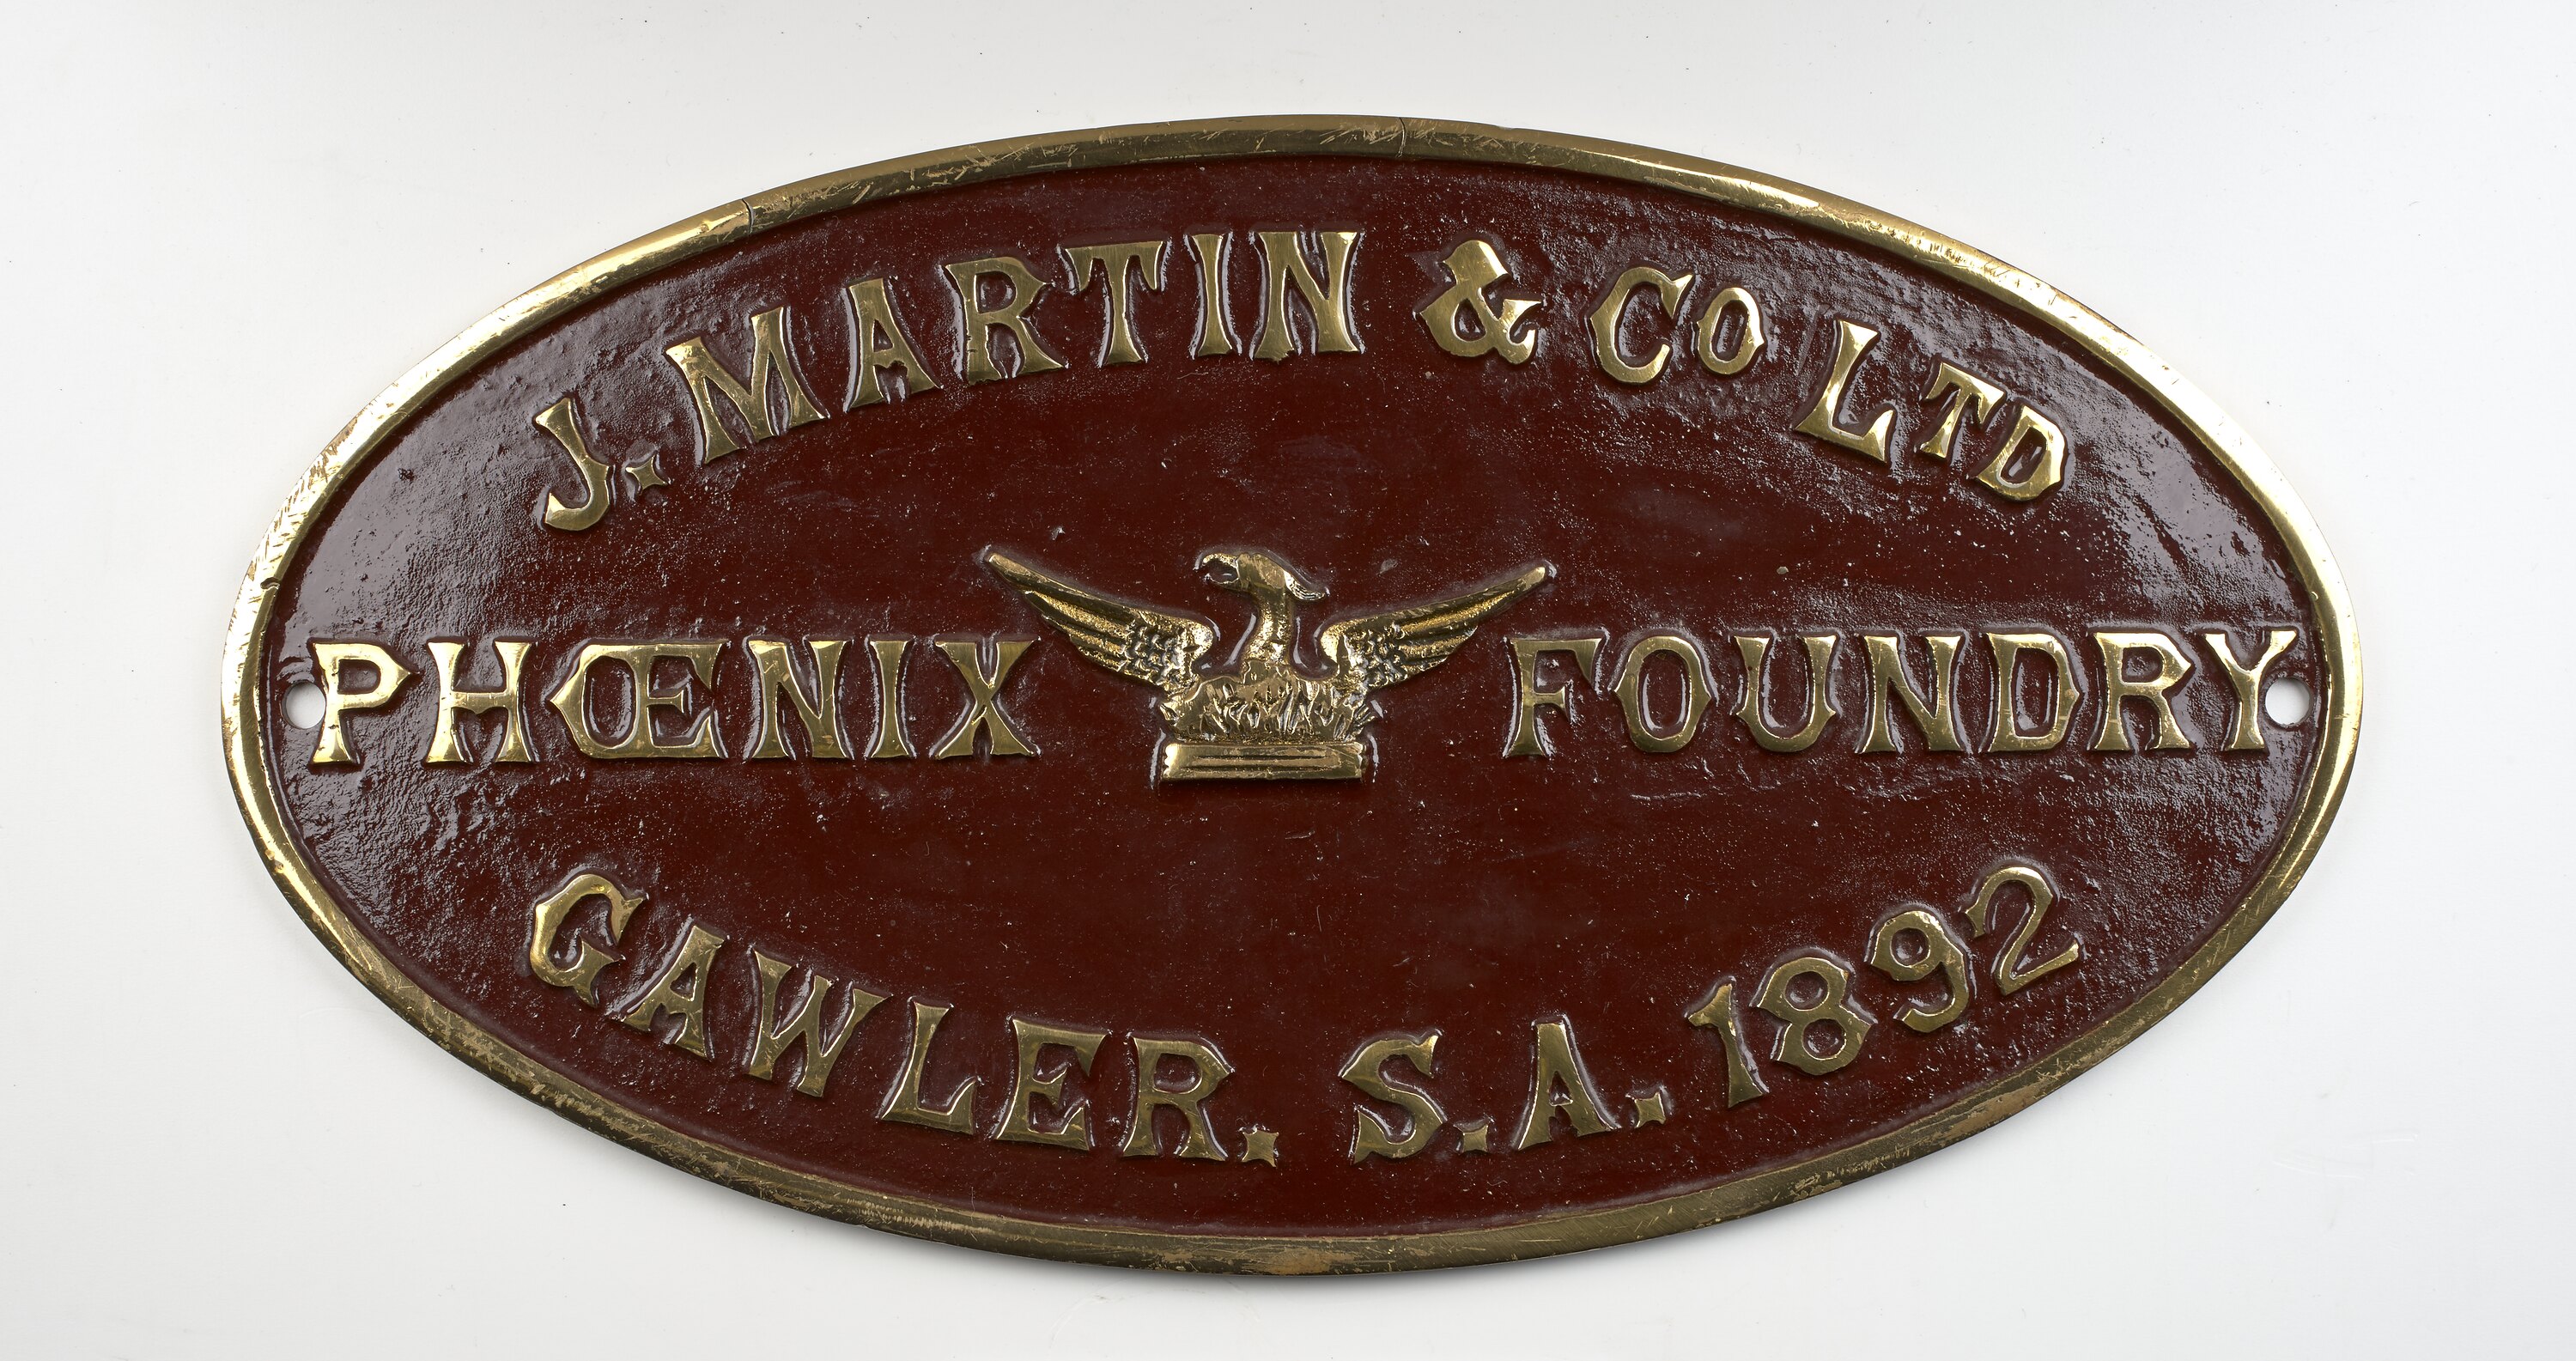 J. MARTIN & Co LTD
PHŒNIX FOUNDRY
GAWLER. S.A. 1892